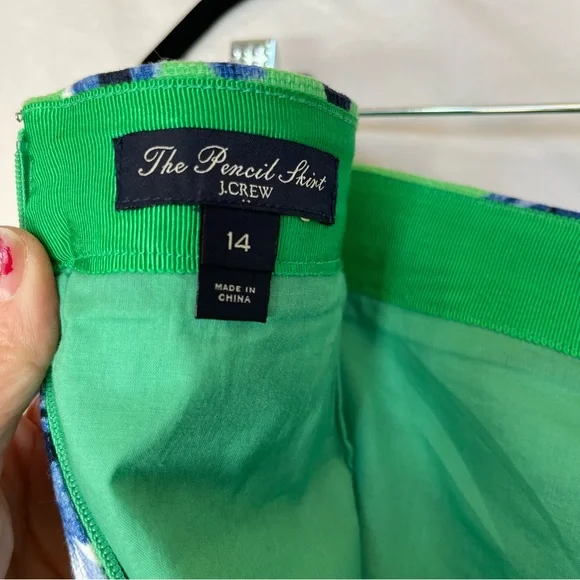 The Pencil Skirt
J.CREW
14
MADE IN
CHINA